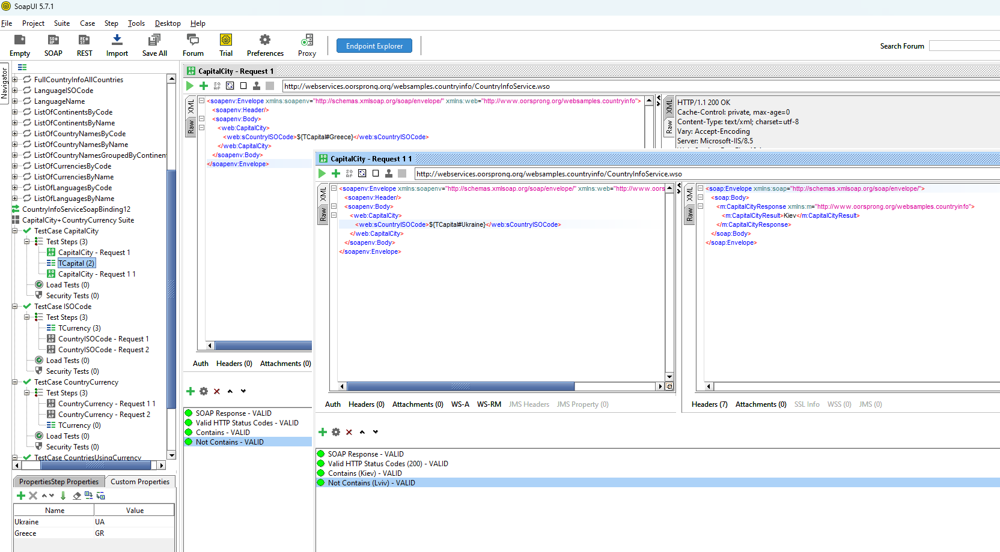 SoapUI 5.7.1
File Project Suite Case Step Tools Desktop Help
Empty SOAP REST Import Save All Forum Trial Preferences Proxy Endpoint Explorer Search Forum
Navigator
FullCountryInfoAllCountries
LanguageISOCode
LanguageName
ListOfContinentsByCode
ListOfContinentsByName
ListOfCountryNamesByCode
ListOfCountryNamesByName
ListOfCountryNamesGroupedByContinen
ListOfCurrenciesByCode
ListOfCurrenciesByName
ListOfLanguagesByCode
ListOfLanguagesByName
CountryInfoServiceSoapBinding12
CapitalCity+CountryCurrency Suite
TestCase CapitalCity
Test Steps (3)
CapitalCity - Request 1
TCapital (2)
CapitalCity - Request 1 1
Load Tests (0)
Security Tests (0)
TestCase ISOCode
Test Steps (3)
TCurrency (3)
CountryISOCode - Request 1
CountryISOCode - Request 2
Load Tests (0)
Security Tests (0)
TestCase CountryCurrency
Test Steps (3)
CountryCurrency - Request 1 1
CountryCurrency - Request 2
TCurrency (0)
Load Tests (0)
Security Tests (0)
TestCase CountriesUsingCurrency
PropertiesStep Properties Custom Properties
Name Value
Ukraine UA
Greece GR
CapitalCity - Request 1
http://webservices.oorsprong.org/websamples.countryinfo/CountryInfoService.wso
XML
Raw
<soapenv:Envelope xmlns:soapenv="http://schemas.xmlsoap.org/soap/envelope/" xmlns:web="http://www.oorsprong.org/websamples.countryinfo">
<soapenv:Header/>
<soapenv:Body>
<web:CapitalCity>
<web:sCountryISOCode>${TCapital#Greece}</web:sCountryISOCode>
</web:CapitalCity>
</soapenv:Body>
</soapenv:Envelope>
XML
Raw
HTTP/1.1 200 OK
Cache-Control: private, max-age=0
Content-Type: text/xml; charset=utf-8
Vary: Accept-Encoding
Server: Microsoft-IIS/8.5
Auth Headers (0) Attachments (0)
SOAP Response - VALID
Valid HTTP Status Codes - VALID
Contains - VALID
Not Contains - VALID
CapitalCity - Request 1 1
http://webservices.oorsprong.org/websamples.countryinfo/CountryInfoService.wso
XML
Raw
<soapenv:Envelope xmlns:soapenv="http://schemas.xmlsoap.org/soap/envelope/" xmlns:web="http://www.oors
<soapenv:Header/>
<soapenv:Body>
<web:CapitalCity>
<web:sCountryISOCode>${TCapital#Ukraine}</web:sCountryISOCode>
</web:CapitalCity>
</soapenv:Body>
</soapenv:Envelope>
XML
Raw
<soap:Envelope xmlns:soap="http://schemas.xmlsoap.org/soap/envelope/">
<soap:Body>
<m:CapitalCityResponse xmlns:m="http://www.oorsprong.org/websamples.countryinfo">
<m:CapitalCityResult>Kiev</m:CapitalCityResult>
</m:CapitalCityResponse>
</soap:Body>
</soap:Envelope>
Auth Headers (0) Attachments (0) WS-A WS-RM JMS Headers JMS Property (0)
Headers (7) Attachments (0) SSL Info WSS (0) JMS (0)
SOAP Response - VALID
Valid HTTP Status Codes (200) - VALID
Contains (Kiev) - VALID
Not Contains (Lviv) - VALID